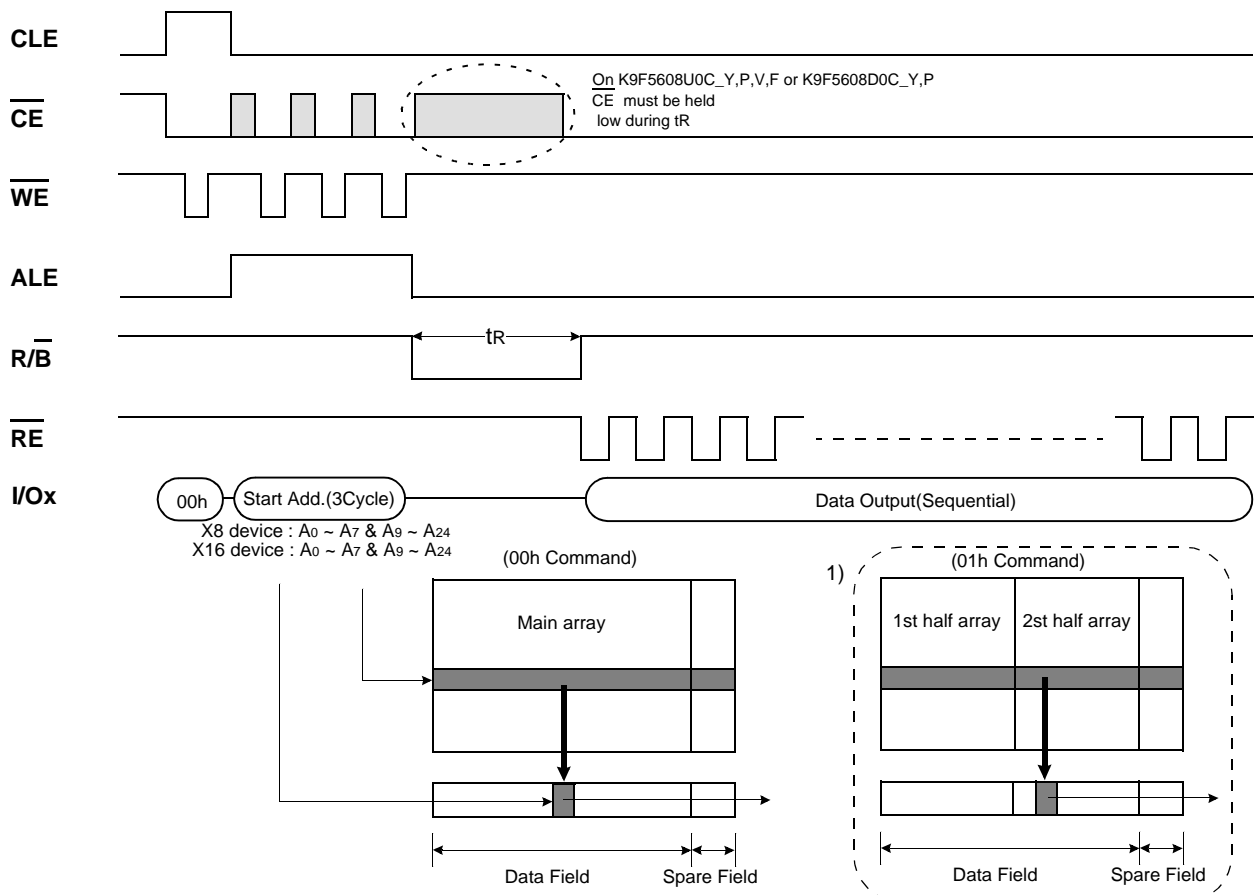 CLE
On K9F5608U0C_Y,P,V,F or K9F5608D0C_Y,P
CE must be held
low during tR
CE
WE
ALE
tR
R/B
RE
I/Ox
00h
Start Add.(3Cycle)
Data Output(Sequential)
X8 device : A0 ~ A7 & A9 ~ A24
X16 device : A0 ~ A7 & A9 ~ A24
(00h Command)
1)
(01h Command)
Main array
1st half array
2st half array
Data Field
Spare Field
Data Field
Spare Field